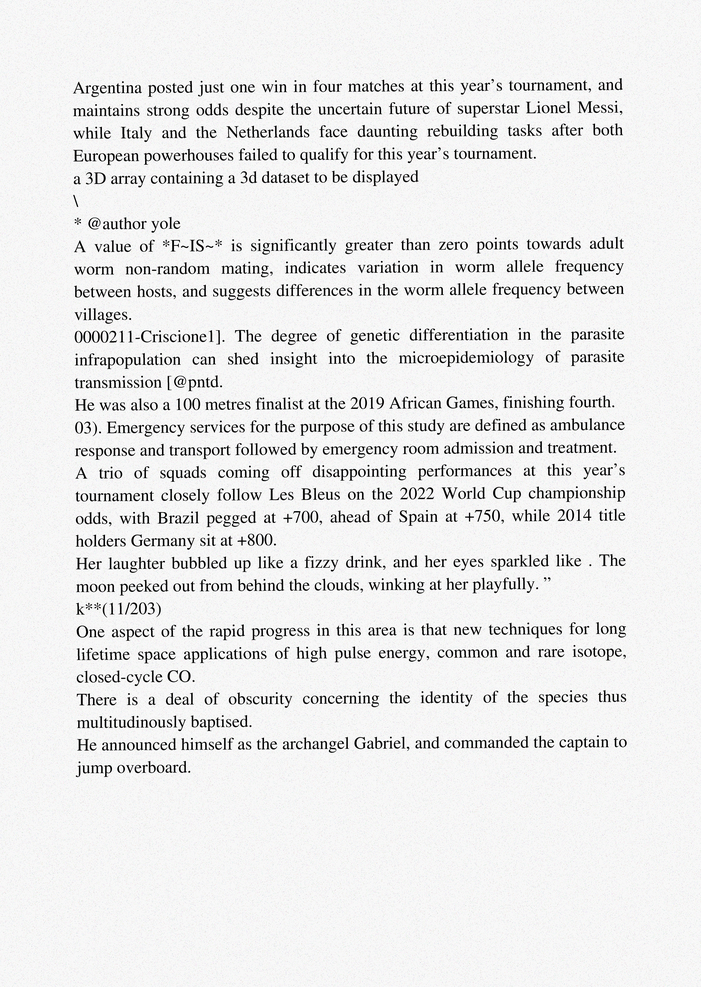 Argentina posted just one win in four matches at this year’s tournament, and
maintains strong odds despite the uncertain future of superstar Lionel Messi,
while Italy and the Netherlands face daunting rebuilding tasks after both
European powerhouses failed to qualify for this year’s tournament.
a 3D array containing a 3d dataset to be displayed
\
* @author yole
A value of *F~IS~* is significantly greater than zero points towards adult
worm non-random mating, indicates variation in worm allele frequency
between hosts, and suggests differences in the worm allele frequency between
villages.
0000211-Criscione1]. The degree of genetic differentiation in the parasite
infrapopulation can shed insight into the microepidemiology of parasite
transmission [@pntd.
He was also a 100 metres finalist at the 2019 African Games, finishing fourth.
03). Emergency services for the purpose of this study are defined as ambulance
response and transport followed by emergency room admission and treatment.
A trio of squads coming off disappointing performances at this year’s
tournament closely follow Les Bleus on the 2022 World Cup championship
odds, with Brazil pegged at +700, ahead of Spain at +750, while 2014 title
holders Germany sit at +800.
Her laughter bubbled up like a fizzy drink, and her eyes sparkled like . The
moon peeked out from behind the clouds, winking at her playfully. ”
k**(11/203)
One aspect of the rapid progress in this area is that new techniques for long
lifetime space applications of high pulse energy, common and rare isotope,
closed-cycle CO.
There is a deal of obscurity concerning the identity of the species thus
multitudinously baptised.
He announced himself as the archangel Gabriel, and commanded the captain to
jump overboard.